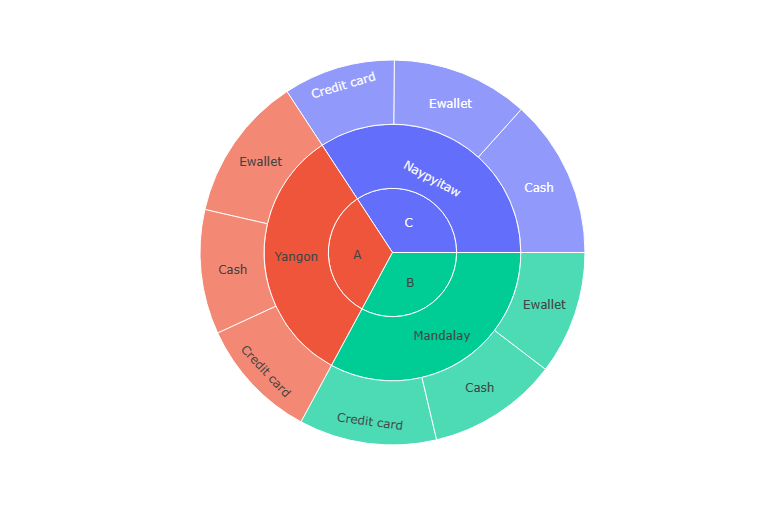 Credit card
Ewallet
Ewallet
Naypyitaw
Cash
C
Yangon
A
Cash
B
Ewallet
Mandalay
Credit card
Cash
Credit card